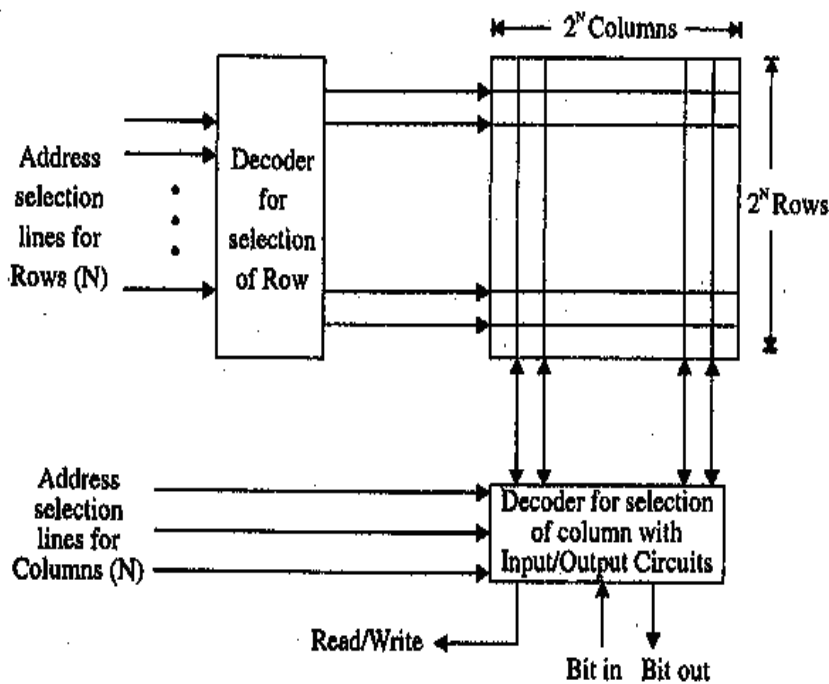 2^N Columns
Address
selection
lines for
Rows (N)
Decoder
for
selection
of Row
2^N Rows
Address
selection
lines for
Columns (N)
Decoder for selection
of column with
Input/Output Circuits
Read/Write
Bit in Bit out